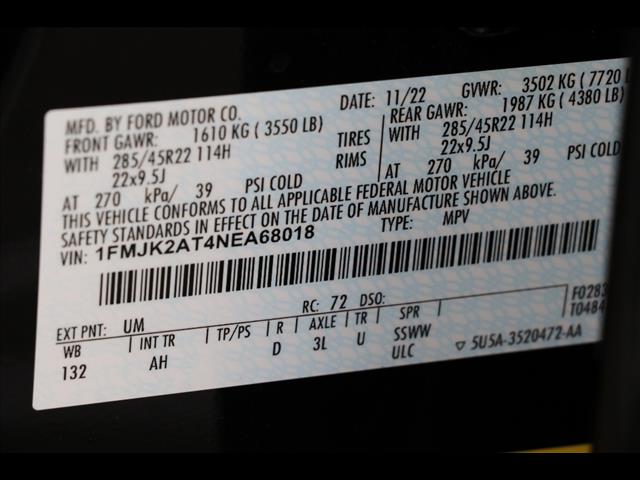 MFD. BY FORD MOTOR CO.
DATE: 11/22 GVWR: 3502 KG ( 7720 LB
FRONT GAWR: 1610 KG ( 3550 LB)
REAR GAWR: 1987 KG ( 4380 LB)
WITH 285/45R22 114H TIRES WITH 285/45R22 114H
22x9.5J RIMS 22x9.5J
AT 270 kPa/ 39 PSI COLD AT 270 kPa/ 39
THIS VEHICLE CONFORMS TO ALL APPLICABLE FEDERAL MOTOR VEHICLE
SAFETY STANDARDS IN EFFECT ON THE DATE OF MANUFACTURE SHOWN ABOVE.
VIN: 1FMJK2AT4NEA68018 TYPE: MPV
EXT PNT: UM RC: 72 DSO: F0283
T0484
WB INT TR TP/PS R AXLE TR SPR
132 AH D 3L U SSWW
ULC 5U5A-3520472-AA